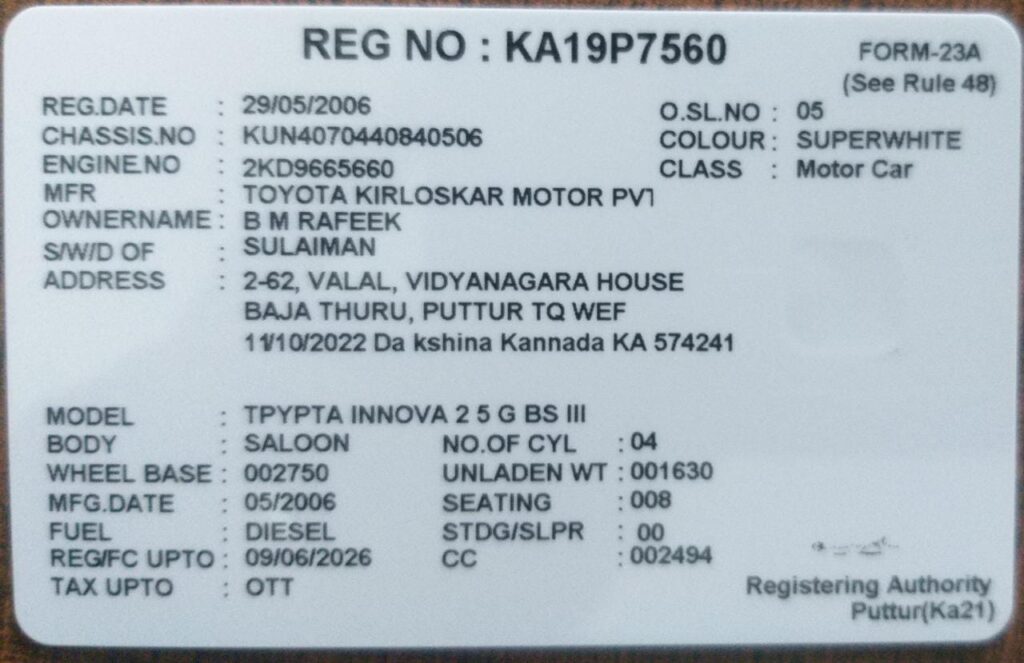 REG NO : KA19P7560
FORM-23A
(See Rule 48)
REG.DATE : 29/05/2006
O.SL.NO : 05
CHASSIS.NO : KUN4070440840506
COLOUR : SUPERWHITE
ENGINE.NO : 2KD9665660
CLASS : Motor Car
MFR : TOYOTA KIRLOSKAR MOTOR PVT
OWNERNAME : B M RAFEEK
S/W/D OF : SULAIMAN
ADDRESS : 2-62, VALAL, VIDYANAGARA HOUSE
BAJA THURU, PUTTUR TQ WEF
11/10/2022 Da kshina Kannada KA 574241
MODEL : TPYPTA INNOVA 2 5 G BS III
BODY : SALOON NO.OF CYL : 04
WHEEL BASE : 002750 UNLADEN WT : 001630
MFG.DATE : 05/2006 SEATING : 008
FUEL : DIESEL STDG/SLPR : 00
REG/FC UPTO : 09/06/2026 CC : 002494
TAX UPTO : OTT
Registering Authority
Puttur(Ka21)